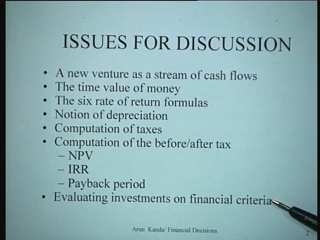 ISSUES FOR DISCUSSION
• A new venture as a stream of cash flows
• The time value of money
• The six rate of return formulas
• Notion of depreciation
• Computation of taxes
• Computation of the before/after tax
– NPV
– IRR
– Payback period
• Evaluating investments on financial criteria
Arun Kanda/ Financial Decisions